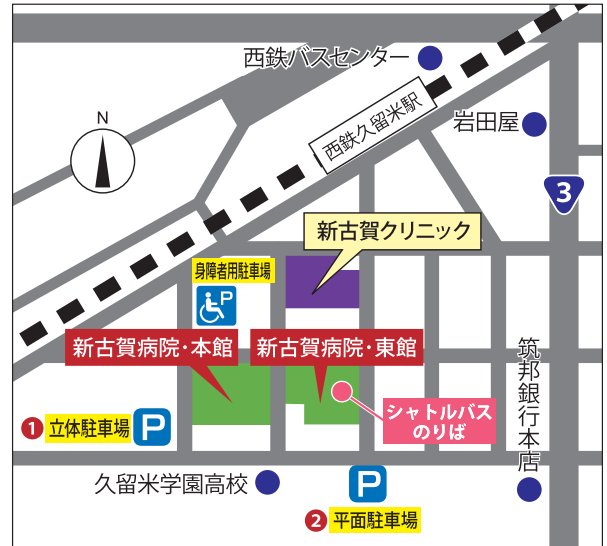 西鉄バスセンター
西鉄久留米駅
岩田屋
N
3
新古賀クリニック
身障者用駐車場
P
新古賀病院・本館
新古賀病院・東館
シャトルバス
のりば
筑邦銀行本店
1 立体駐車場 P
久留米学園高校
P
2 平面駐車場